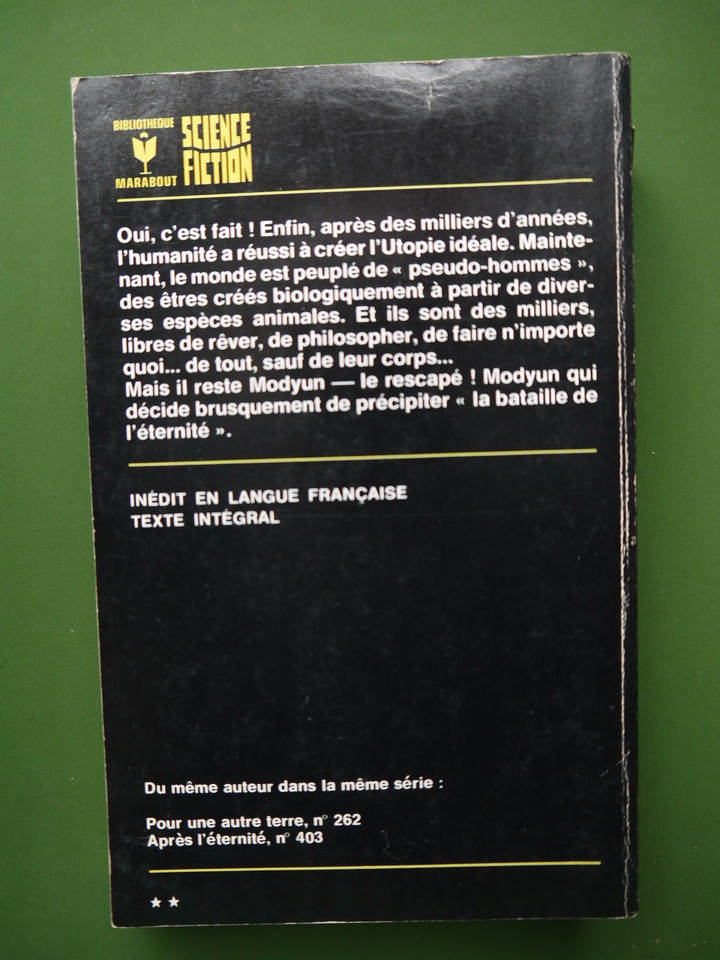 BIBLIOTHEQUE
MARABOUT
SCIENCE
FICTION
Oui, c'est fait ! Enfin, après des milliers d'années,
l'humanité a réussi à créer l'Utopie idéale. Mainte-
nant, le monde est peuplé de « pseudo-hommes »,
des êtres créés biologiquement à partir de diver-
ses espèces animales. Et ils sont des milliers,
libres de rêver, de philosopher, de faire n'importe
quoi... de tout, sauf de leur corps...
Mais il reste Modyun — le rescapé ! Modyun qui
décide brusquement de précipiter « la bataille de
l'éternité ».
INÉDIT EN LANGUE FRANÇAISE
TEXTE INTÉGRAL
Du même auteur dans la même série :
Pour une autre terre, n° 262
Après l'éternité, n° 403
★ ★